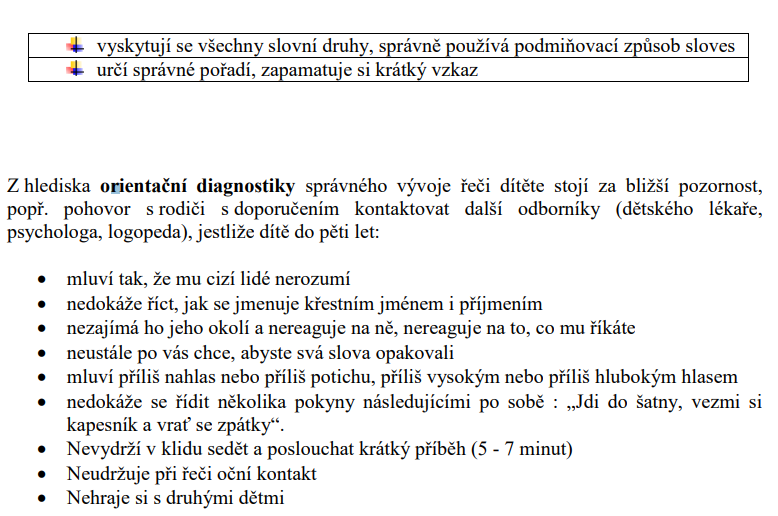 vyskytují se všechny slovní druhy, správně používá podmiňovací způsob sloves
určí správné pořadí, zapamatuje si krátký vzkaz
Z hlediska orientační diagnostiky správného vývoje řeči dítěte stojí za bližší pozornost,
popř. pohovor s rodiči s doporučením kontaktovat další odborníky (dětského lékaře,
psychologa, logopeda), jestliže dítě do pěti let:
• mluví tak, že mu cizí lidé nerozumí
• nedokáže říct, jak se jmenuje křestním jménem i příjmením
• nezajímá ho jeho okolí a nereaguje na ně, nereaguje na to, co mu říkáte
• neustále po vás chce, abyste svá slova opakovali
• mluví příliš nahlas nebo příliš potichu, příliš vysokým nebo příliš hlubokým hlasem
• nedokáže se řídit několika pokyny následujícími po sobě : „Jdi do šatny, vezmi si
kapesník a vrať se zpátky“.
• Nevydrží v klidu sedět a poslouchat krátký příběh (5 - 7 minut)
• Neudržuje při řeči oční kontakt
• Nehraje si s druhými dětmi